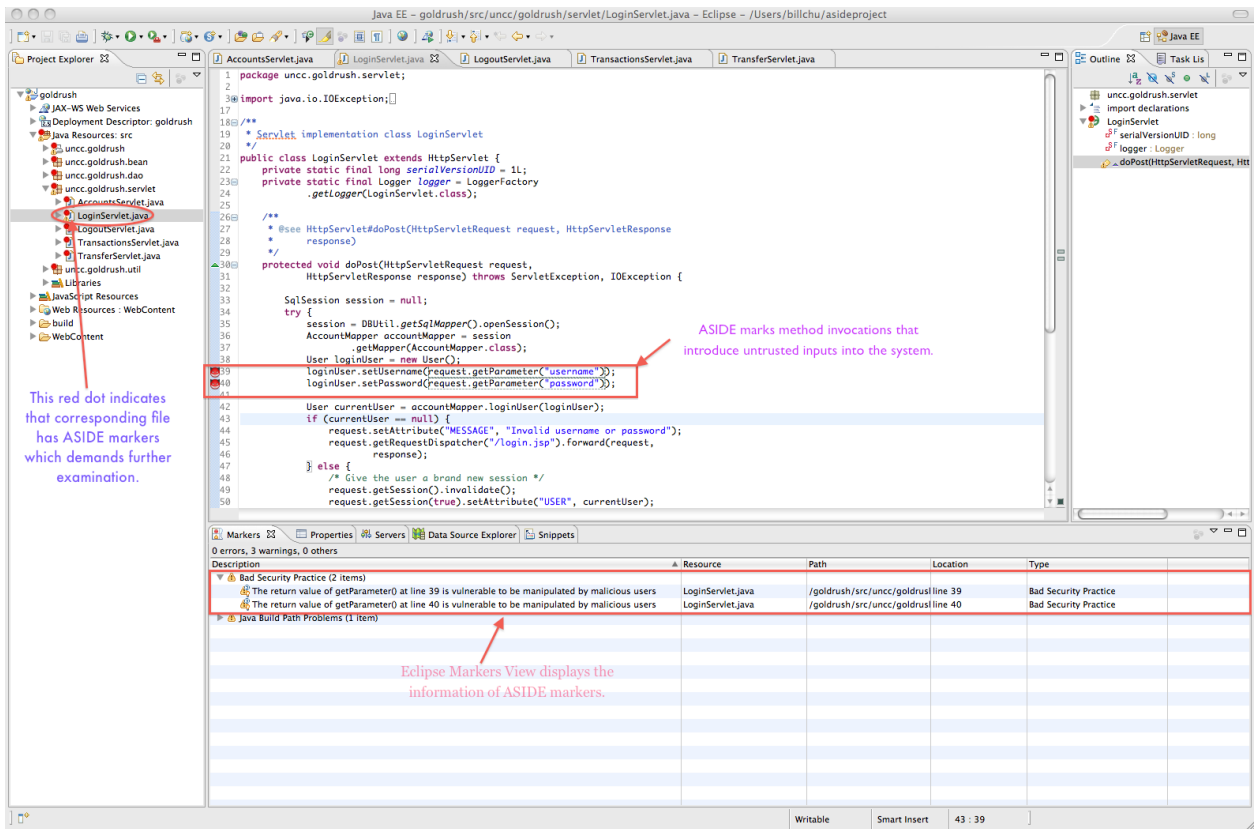 Java EE – goldrush/src/uncc/goldrush/servlet/LoginServlet.java – Eclipse – /Users/billchu/asideproject
Java EE
Project Explorer
goldrush
JAX-WS Web Services
Deployment Descriptor: goldrush
Java Resources: src
uncc.goldrush
uncc.goldrush.bean
uncc.goldrush.dao
uncc.goldrush.servlet
AccountsServlet.java
LoginServlet.java
LogoutServlet.java
TransactionsServlet.java
TransferServlet.java
uncc.goldrush.util
Libraries
JavaScript Resources
Web Resources : WebContent
build
WebContent
This red dot indicates
that corresponding file
has ASIDE markers
which demands further
examination.
AccountsServlet.java LoginServlet.java LogoutServlet.java TransactionsServlet.java TransferServlet.java
1 package uncc.goldrush.servlet;
2
3 import java.io.IOException;
17
18 /**
19 * Servlet implementation class LoginServlet
20 */
21 public class LoginServlet extends HttpServlet {
22 private static final long serialVersionUID = 1L;
23 private static final Logger logger = LoggerFactory
24 .getLogger(LoginServlet.class);
25
26 /**
27 * @see HttpServlet#doPost(HttpServletRequest request, HttpServletResponse
28 * response)
29 */
30 protected void doPost(HttpServletRequest request,
31 HttpServletResponse response) throws ServletException, IOException {
32
33 SqlSession session = null;
34 try {
35 session = DBUtil.getSqlMapper().openSession();
36 AccountMapper accountMapper = session
37 .getMapper(AccountMapper.class);
38 User loginUser = new User();
39 loginUser.setUsername(request.getParameter("username"));
40 loginUser.setPassword(request.getParameter("password"));
41
42 User currentUser = accountMapper.loginUser(loginUser);
43 if (currentUser == null) {
44 request.setAttribute("MESSAGE", "Invalid username or password");
45 request.getRequestDispatcher("/login.jsp").forward(request,
46 response);
47 } else {
48 /* Give the user a brand new session */
49 request.getSession().invalidate();
50 request.getSession(true).setAttribute("USER", currentUser);
ASIDE marks method invocations that
introduce untrusted inputs into the system.
Outline Task Lis
uncc.goldrush.servlet
import declarations
LoginServlet
serialVersionUID : long
logger : Logger
doPost(HttpServletRequest, Htt
Markers Properties Servers Data Source Explorer Snippets
0 errors, 3 warnings, 0 others
Description Resource Path Location Type
Bad Security Practice (2 items)
The return value of getParameter() at line 39 is vulnerable to be manipulated by malicious users LoginServlet.java /goldrush/src/uncc/goldrusl line 39 Bad Security Practice
The return value of getParameter() at line 40 is vulnerable to be manipulated by malicious users LoginServlet.java /goldrush/src/uncc/goldrusl line 40 Bad Security Practice
Java Build Path Problems (1 item)
Eclipse Markers View displays the
information of ASIDE markers.
Writable Smart Insert 43 : 39